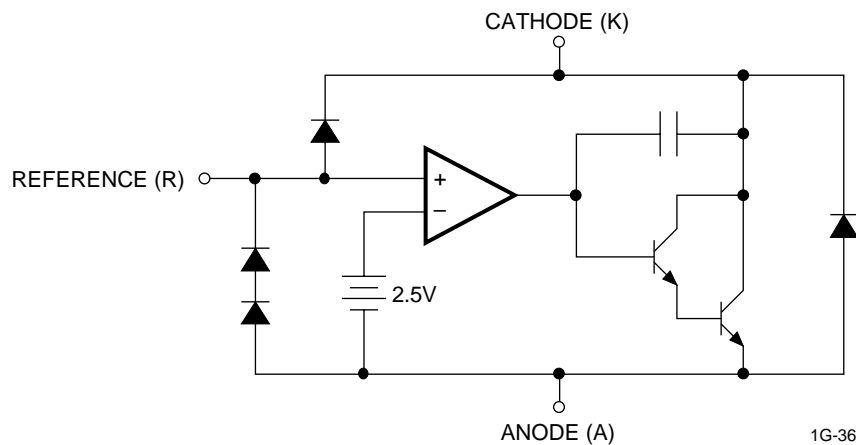 CATHODE (K)
REFERENCE (R)
+
−
2.5V
ANODE (A)
1G-36